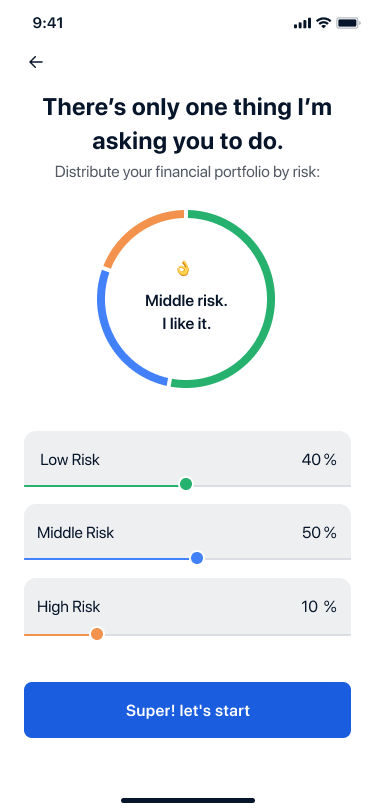 9:41
There’s only one thing I’m
asking you to do.
Distribute your financial portfolio by risk:
Middle risk.
I like it.
Low Risk 40 %
Middle Risk 50 %
High Risk 10 %
Super! let's start